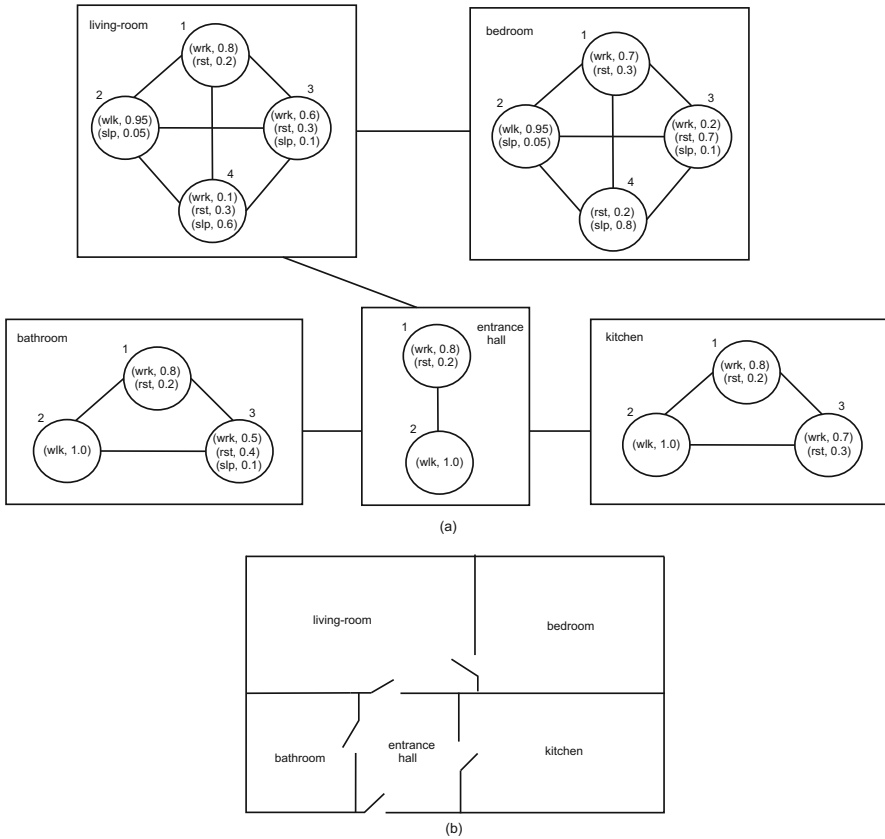 living-room
1
(wrk, 0.8)
(rst, 0.2)
2
(wlk, 0.95)
(slp, 0.05)
3
(wrk, 0.6)
(rst, 0.3)
(slp, 0.1)
4
(wrk, 0.1)
(rst, 0.3)
(slp, 0.6)
bedroom
1
(wrk, 0.7)
(rst, 0.3)
2
(wlk, 0.95)
(slp, 0.05)
3
(wrk, 0.2)
(rst, 0.7)
(slp, 0.1)
4
(rst, 0.2)
(slp, 0.8)
bathroom
1
(wrk, 0.8)
(rst, 0.2)
2
(wlk, 1.0)
3
(wrk, 0.5)
(rst, 0.4)
(slp, 0.1)
entrance
hall
1
(wrk, 0.8)
(rst, 0.2)
2
(wlk, 1.0)
kitchen
1
(wrk, 0.8)
(rst, 0.2)
2
(wlk, 1.0)
3
(wrk, 0.7)
(rst, 0.3)
(a)
living-room
bedroom
bathroom
entrance
hall
kitchen
(b)